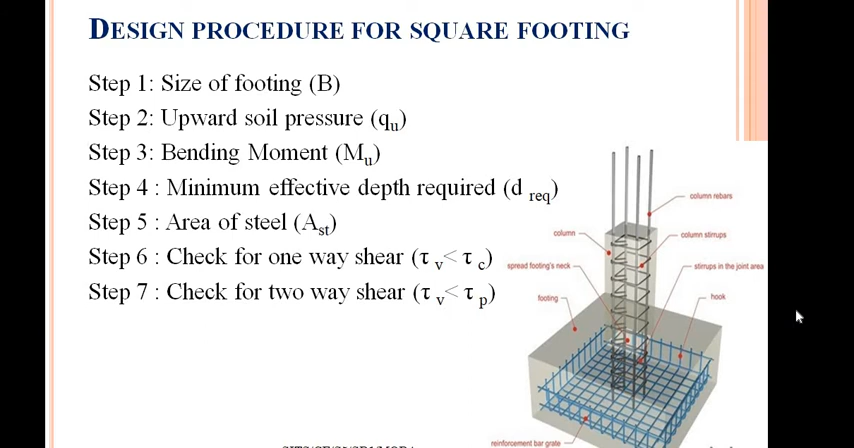 DESIGN PROCEDURE FOR SQUARE FOOTING
Step 1: Size of footing (B)
Step 2: Upward soil pressure (qu)
Step 3: Bending Moment (Mu)
Step 4 : Minimum effective depth required (d req)
Step 5 : Area of steel (Ast)
Step 6 : Check for one way shear (τ v< τ c)
Step 7 : Check for two way shear (τ v< τ p)
column rebars
column
column stirrups
spread footing's neck
stirrups in the joint area
footing
hook
reinforcement bar grate